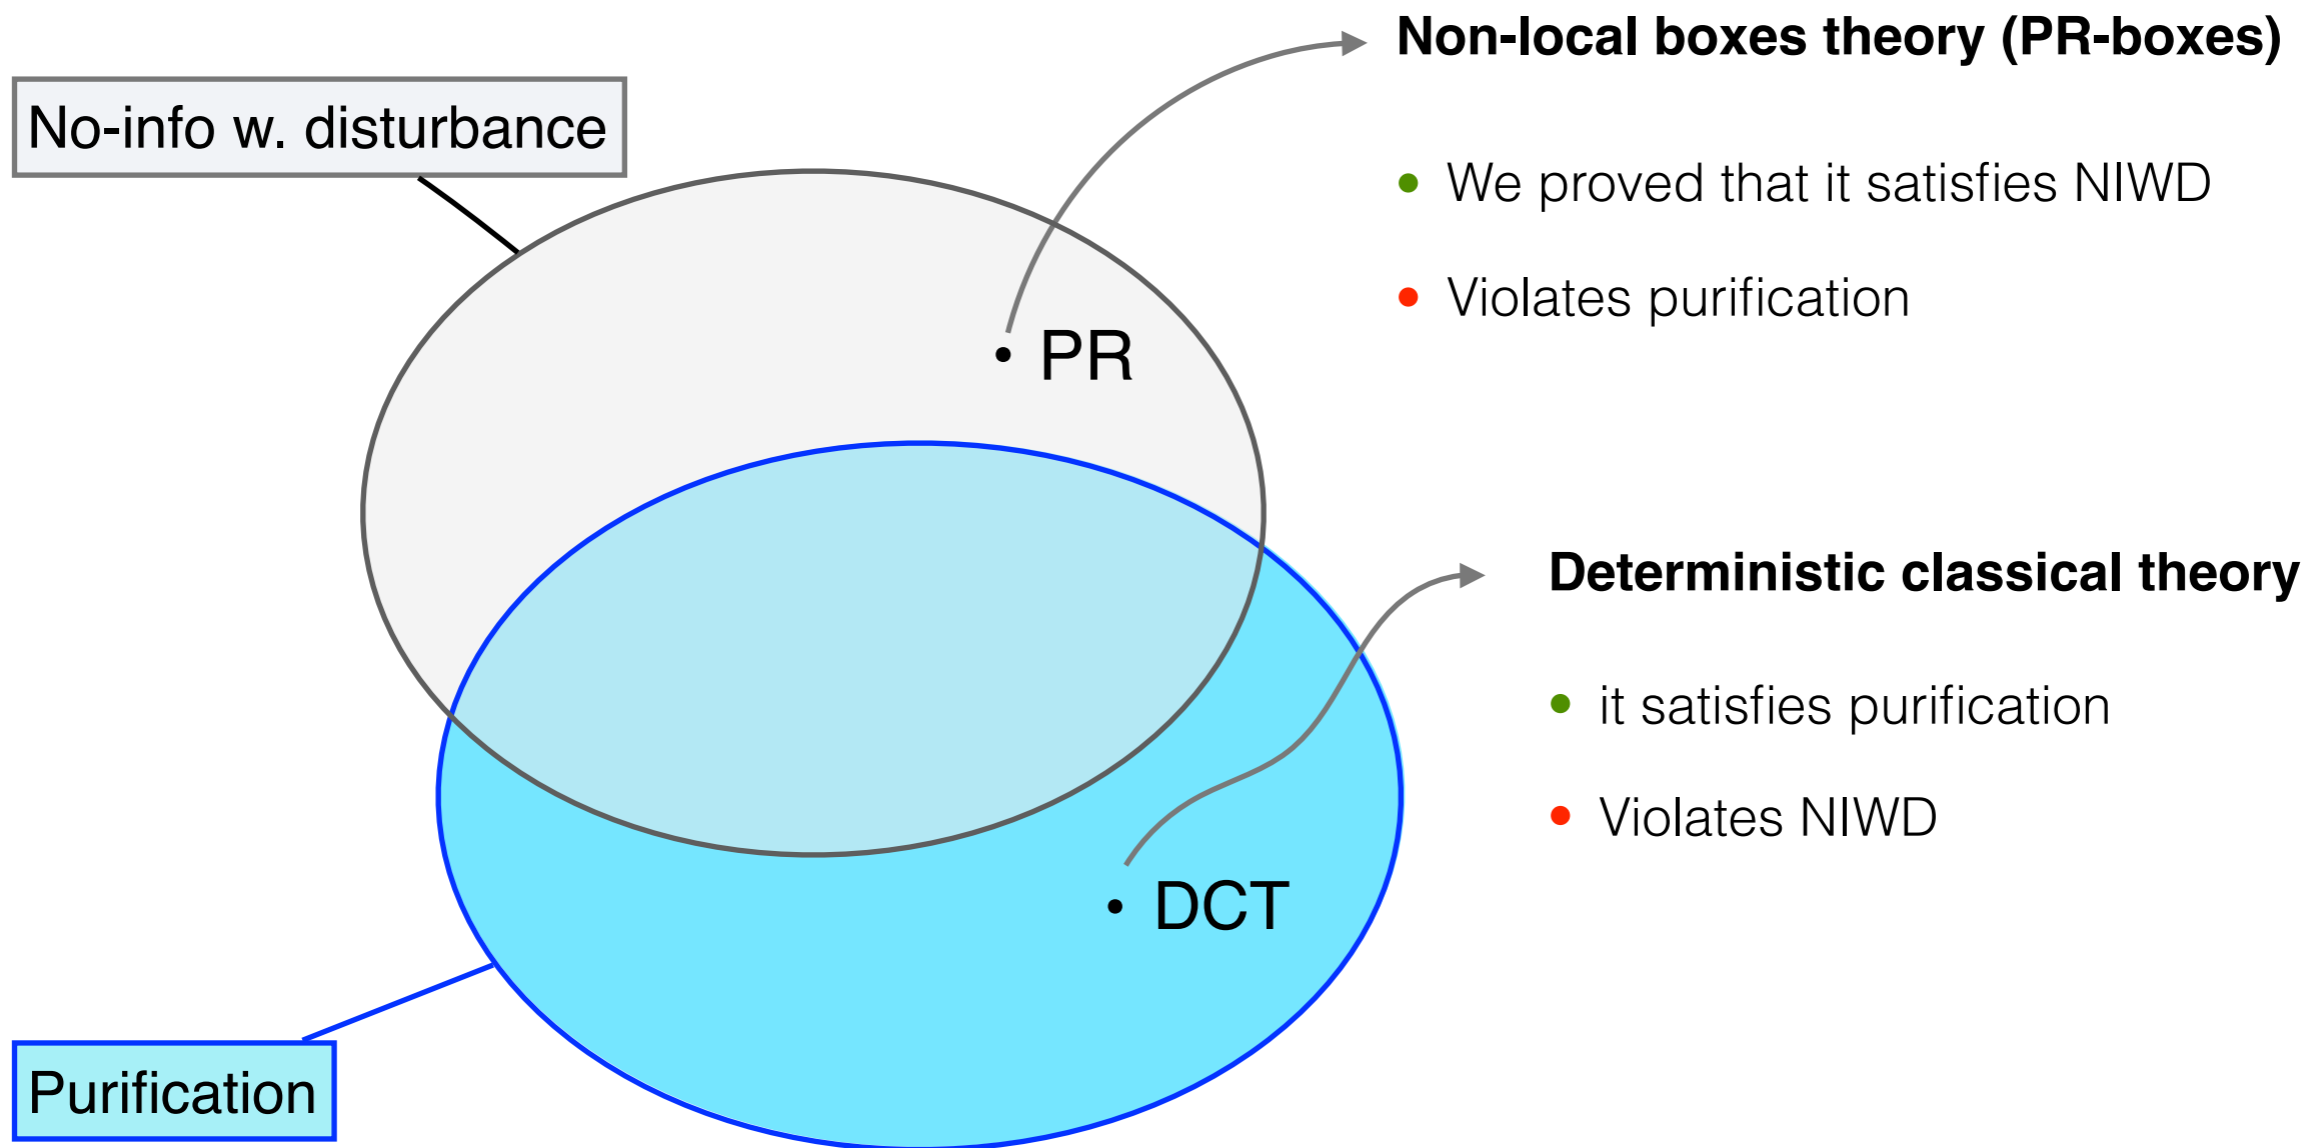 Non-local boxes theory (PR-boxes)
No-info w. disturbance
• We proved that it satisfies NIWD
• Violates purification
• PR
Deterministic classical theory
• it satisfies purification
• Violates NIWD
• DCT
Purification